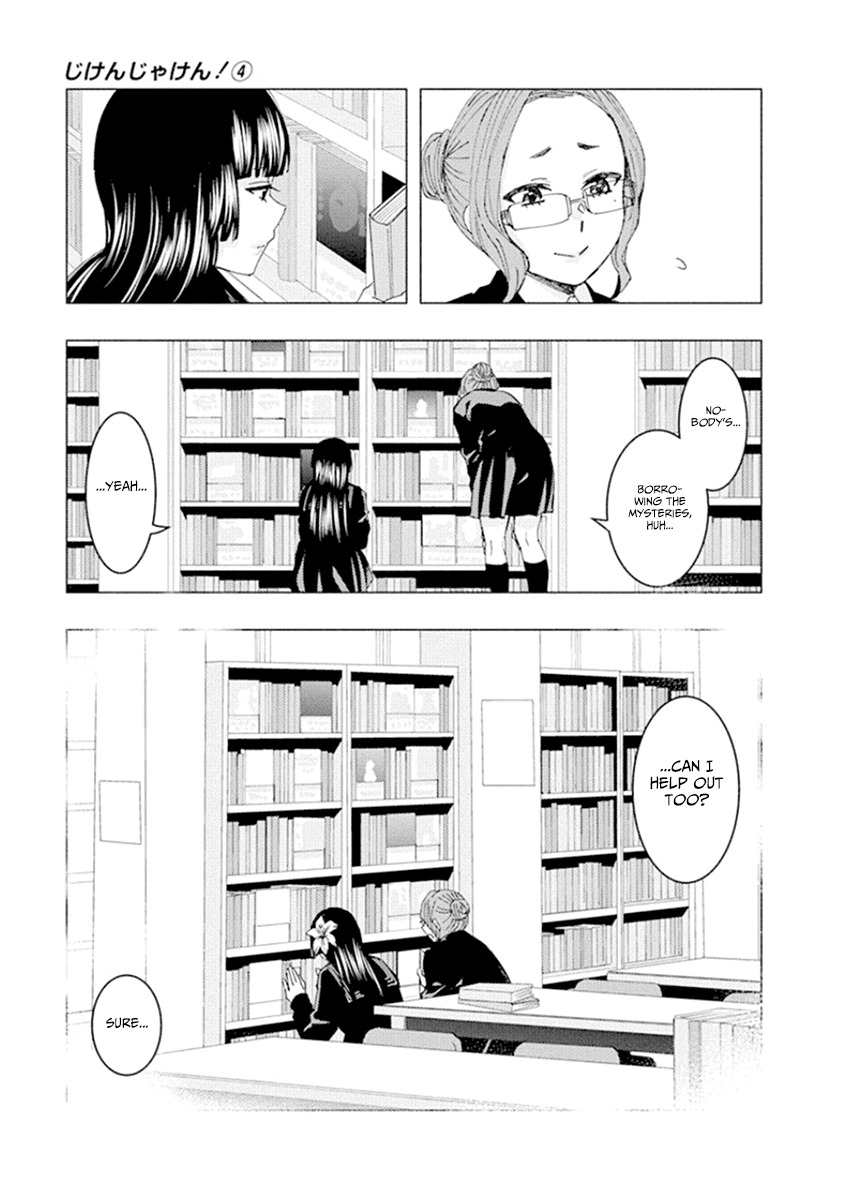 じけんじゃけん！④
NO-
BODY'S...
BORRO-
WING THE
MYSTERIES,
HUH...
...YEAH...
...CAN I
HELP OUT
TOO?
SURE...